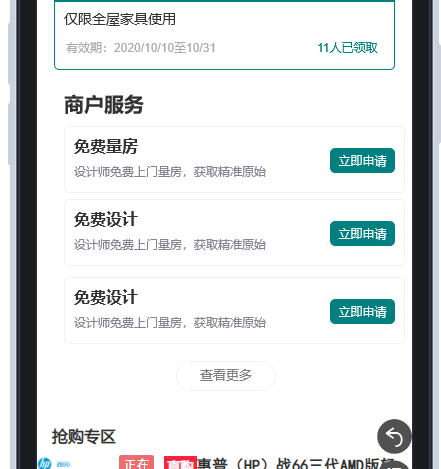 仅限全屋家具使用
有效期：2020/10/10至10/31 11人已领取
商户服务
免费量房
设计师免费上门量房，获取精准原始
立即申请
免费设计
设计师免费上门量房，获取精准原始
立即申请
免费设计
设计师免费上门量房，获取精准原始
立即申请
查看更多
抢购专区
hp 正在 直购 惠普（HP）战66三代AMD版